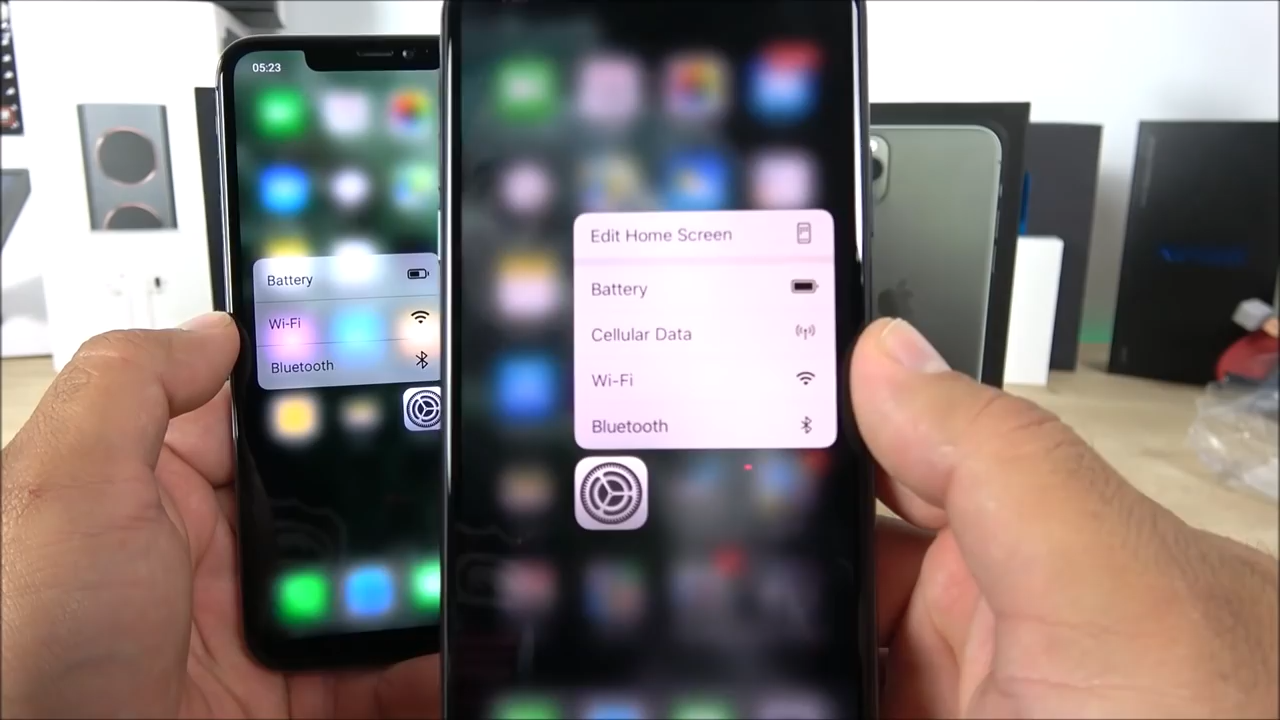 05:23
Battery
Wi-Fi
Bluetooth
Edit Home Screen
Battery
Cellular Data
Wi-Fi
Bluetooth